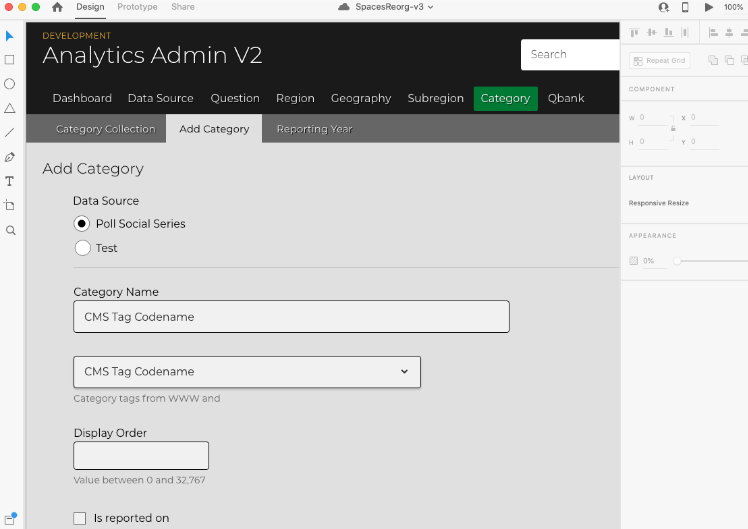 Design Prototype Share SpacesReorg-v3 100%
DEVELOPMENT
Analytics Admin V2
Search
Dashboard Data Source Question Region Geography Subregion Category Qbank
Category Collection Add Category Reporting Year
Add Category
Data Source
Poll Social Series
Test
Category Name
CMS Tag Codename
CMS Tag Codename
Category tags from WWW and
Display Order
Value between 0 and 32,767
Is reported on
Repeat Grid
COMPONENT
W 0 X 0
H 0 Y 0
LAYOUT
Responsive Resize
APPEARANCE
0%